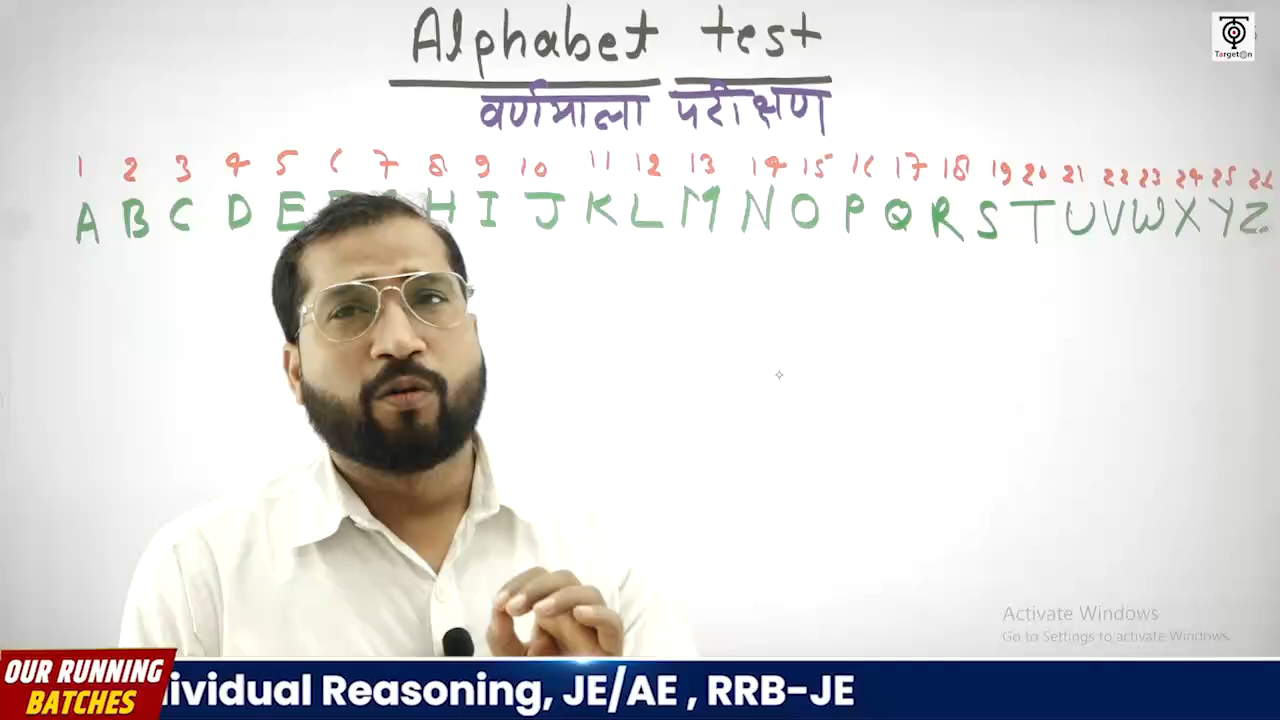 Alphabet test
वर्णमाला परीक्षण
TargetOn
1 2 3 4 5 6 7 8 9 10 11 12 13 14 15 16 17 18 19 20 21 22 23 24 25 26
A B C D E H I J K L M N O P Q R S T U V W X Y Z
Activate Windows
Go to Settings to activate Windows.
OUR RUNNING
BATCHES
ividual Reasoning, JE/AE , RRB-JE